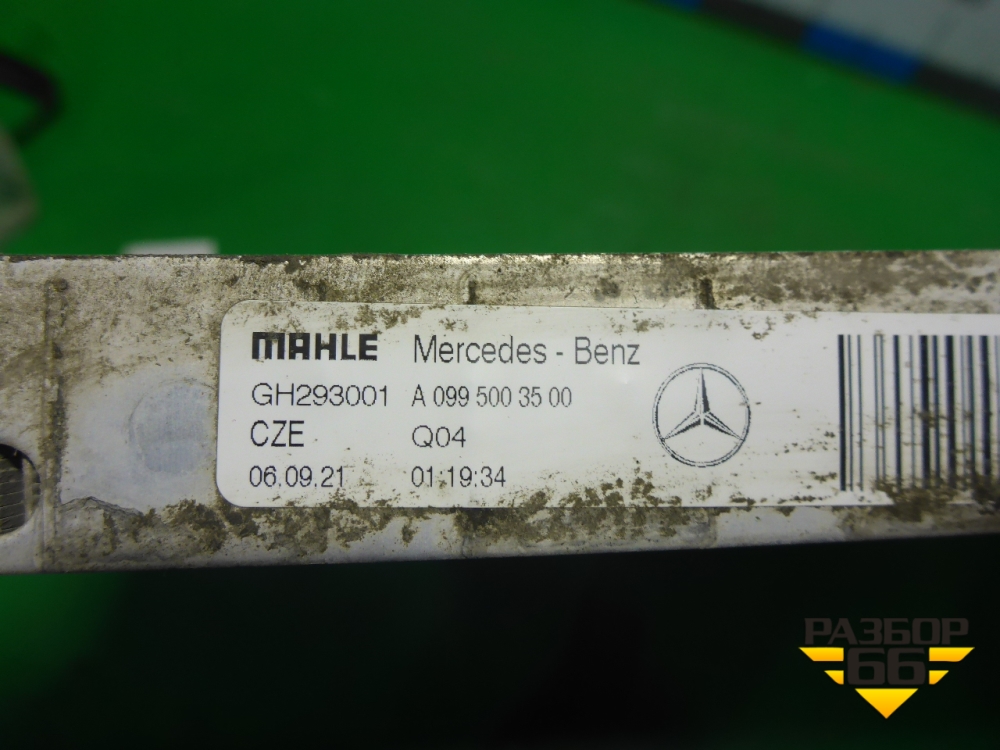 MAHLE Mercedes - Benz
GH293001 A 099 500 35 00
CZE Q04
06.09.21 01:19:34
РАЗБОР
66